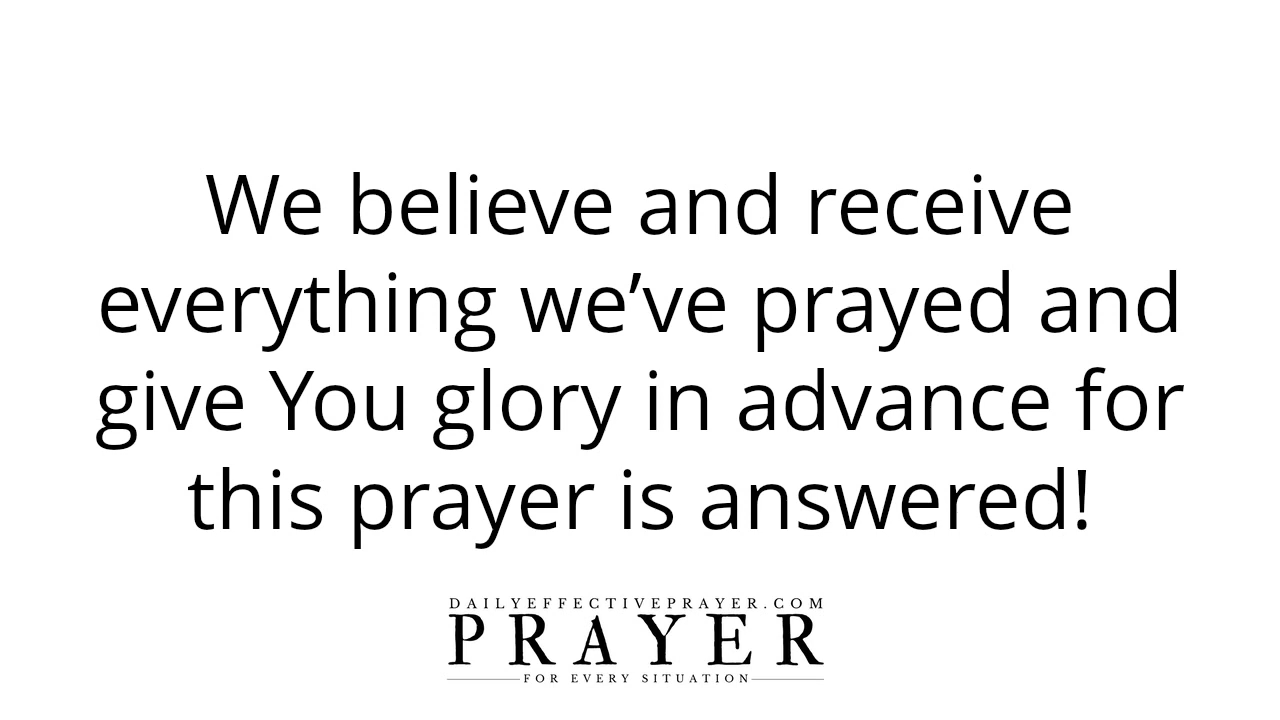 We believe and receive
everything we’ve prayed and
give You glory in advance for
this prayer is answered!
DAILYEFFECTIVEPRAYER.COM
PRAYER
FOR EVERY SITUATION